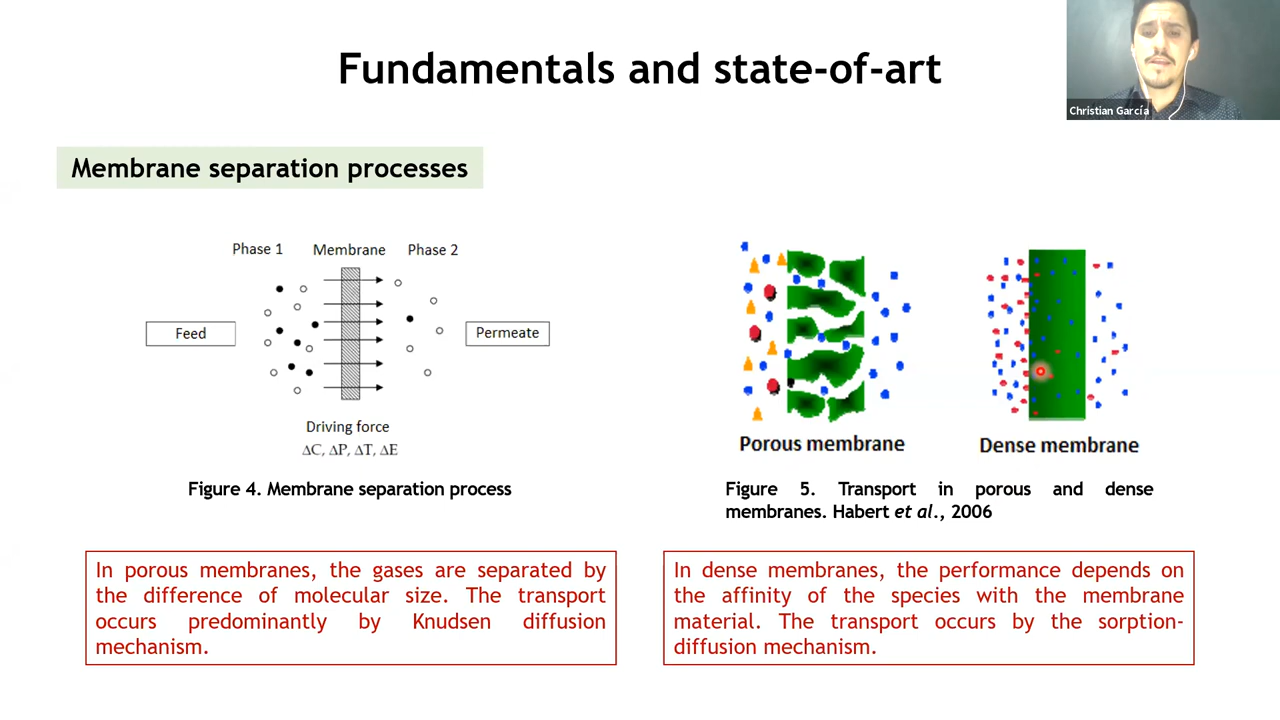 Fundamentals and state-of-art
Christian García
Membrane separation processes
Phase 1 Membrane Phase 2
Feed
Permeate
Driving force
ΔC, ΔP, ΔT, ΔE
Figure 4. Membrane separation process
Porous membrane
Dense membrane
Figure 5. Transport in porous and dense
membranes. Habert et al., 2006
In porous membranes, the gases are separated by
the difference of molecular size. The transport
occurs predominantly by Knudsen diffusion
mechanism.
In dense membranes, the performance depends on
the affinity of the species with the membrane
material. The transport occurs by the sorption-
diffusion mechanism.